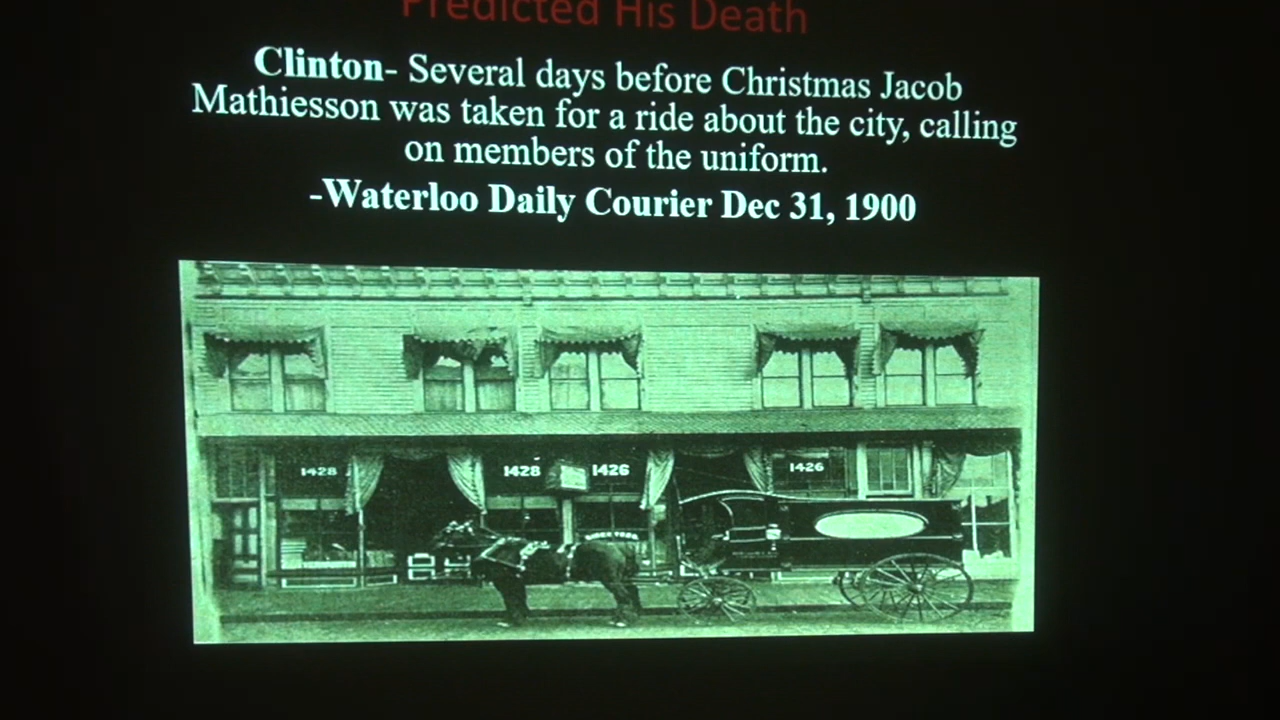 Predicted His Death
Clinton- Several days before Christmas Jacob
Mathiesson was taken for a ride about the city, calling
on members of the uniform.
-Waterloo Daily Courier Dec 31, 1900
1428
1428
1426
1426